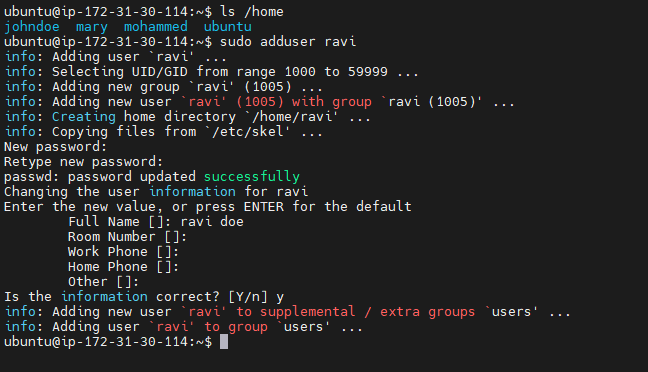 ubuntu@ip-172-31-30-114:~$ ls /home
johndoe  mary  mohammed  ubuntu
ubuntu@ip-172-31-30-114:~$ sudo adduser ravi
info: Adding user `ravi' ...
info: Selecting UID/GID from range 1000 to 59999 ...
info: Adding new group `ravi' (1005) ...
info: Adding new user `ravi' (1005) with group `ravi (1005)' ...
info: Creating home directory `/home/ravi' ...
info: Copying files from `/etc/skel' ...
New password:
Retype new password:
passwd: password updated successfully
Changing the user information for ravi
Enter the new value, or press ENTER for the default
        Full Name []: ravi doe
        Room Number []:
        Work Phone []:
        Home Phone []:
        Other []:
Is the information correct? [Y/n] y
info: Adding new user `ravi' to supplemental / extra groups `users' ...
info: Adding user `ravi' to group `users' ...
ubuntu@ip-172-31-30-114:~$